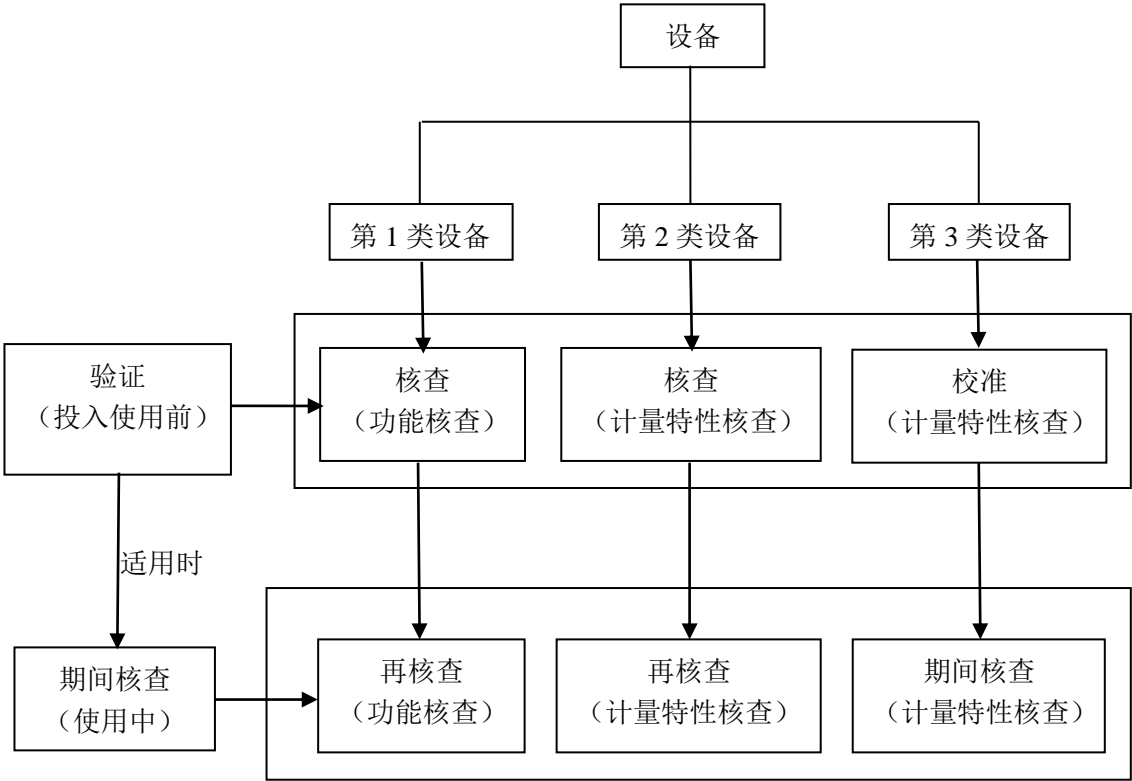 设备
第 1 类设备
第 2 类设备
第 3 类设备
验证
（投入使用前）
核查
（功能核查）
核查
（计量特性核查）
校准
（计量特性核查）
适用时
期间核查
（使用中）
再核查
（功能核查）
再核查
（计量特性核查）
期间核查
（计量特性核查）